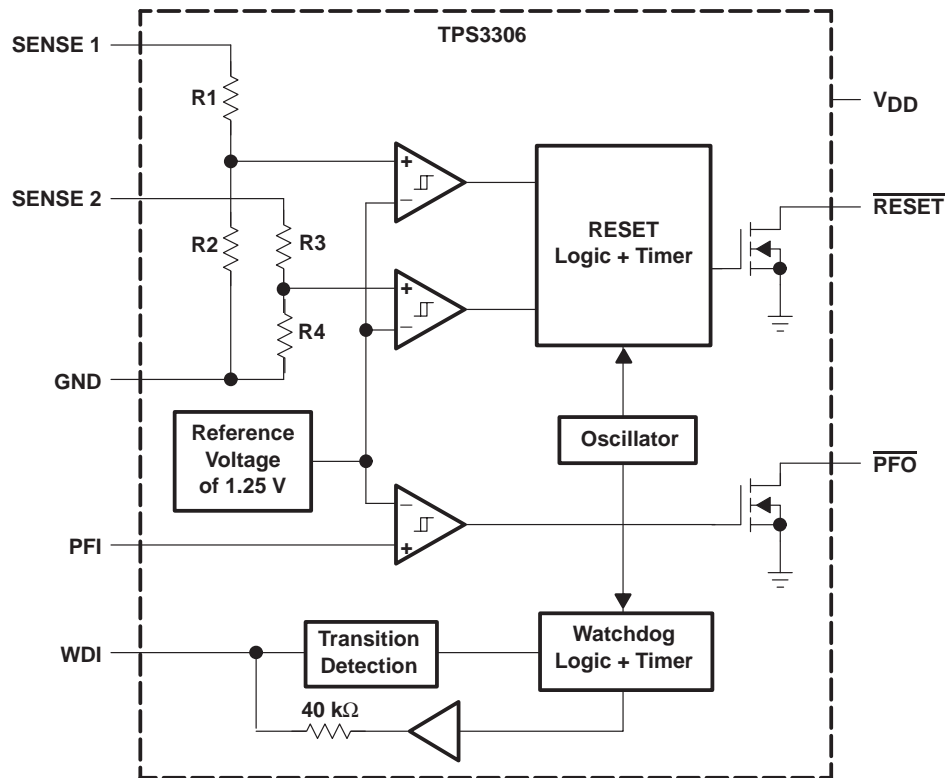 TPS3306
SENSE 1
R1
VDD
+
−
SENSE 2
RESET
R2
R3
RESET
Logic + Timer
+
−
R4
GND
Reference
Voltage
of 1.25 V
Oscillator
PFO
−
+
PFI
WDI
Transition
Detection
Watchdog
Logic + Timer
40 kΩ